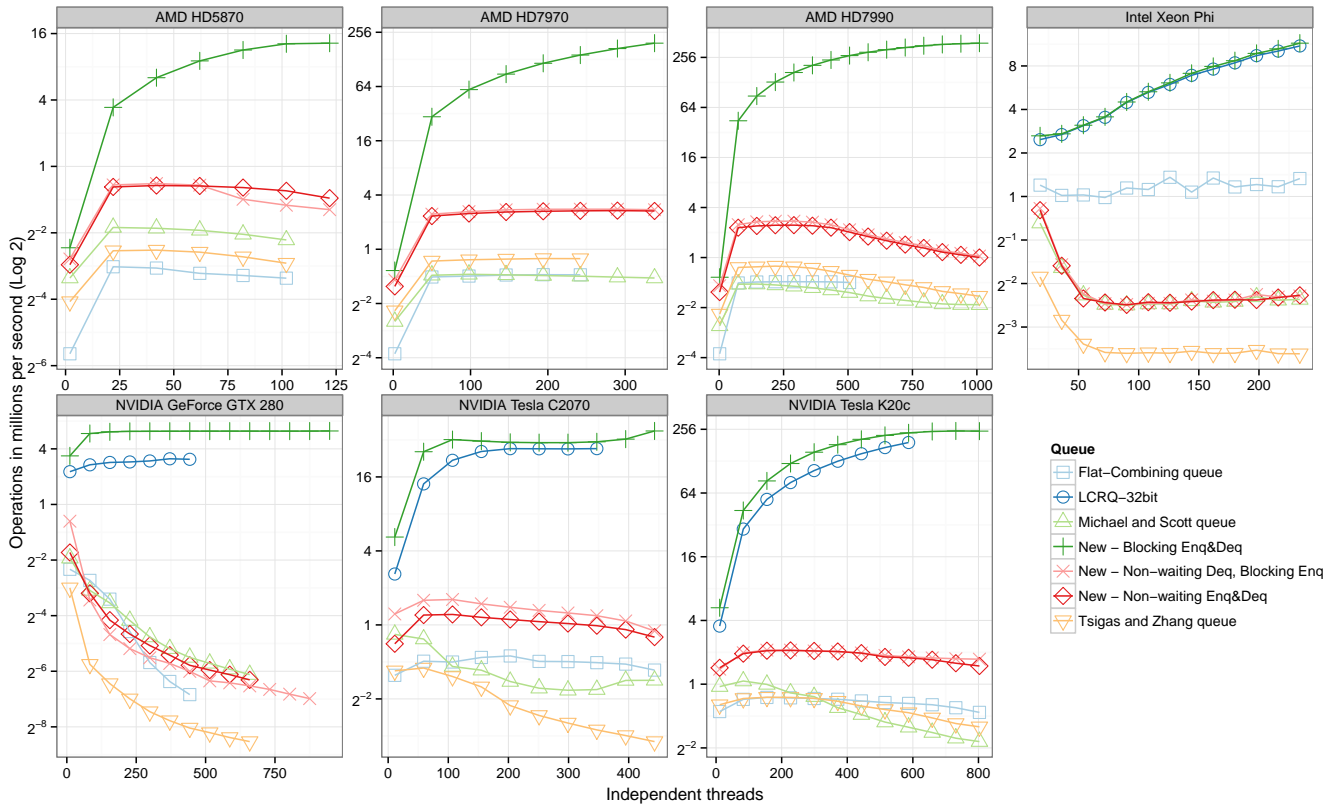 AMD HD5870
AMD HD7970
AMD HD7990
Intel Xeon Phi
16
4
1
2−2
2−4
2−6
0 25 50 75 100 125
256
64
16
4
1
2−2
2−4
0 100 200 300
256
64
16
4
1
2−2
2−4
0 250 500 750 1000
8
4
2
1
2−1
2−2
2−3
50 100 150 200
Operations in millions per second (Log 2)
NVIDIA GeForce GTX 280
NVIDIA Tesla C2070
NVIDIA Tesla K20c
4
1
2−2
2−4
2−6
2−8
0 250 500 750
16
4
1
2−2
0 100 200 300 400
256
64
16
4
1
2−2
0 200 400 600 800
Independent threads
Queue
Flat−Combining queue
LCRQ−32bit
Michael and Scott queue
New − Blocking Enq&Deq
New − Non−waiting Deq, Blocking Enq
New − Non−waiting Enq&Deq
Tsigas and Zhang queue